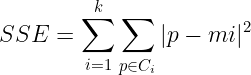 SSE = \sum_{i=1}^{k} \sum_{p \in C_i} |p - mi|^2